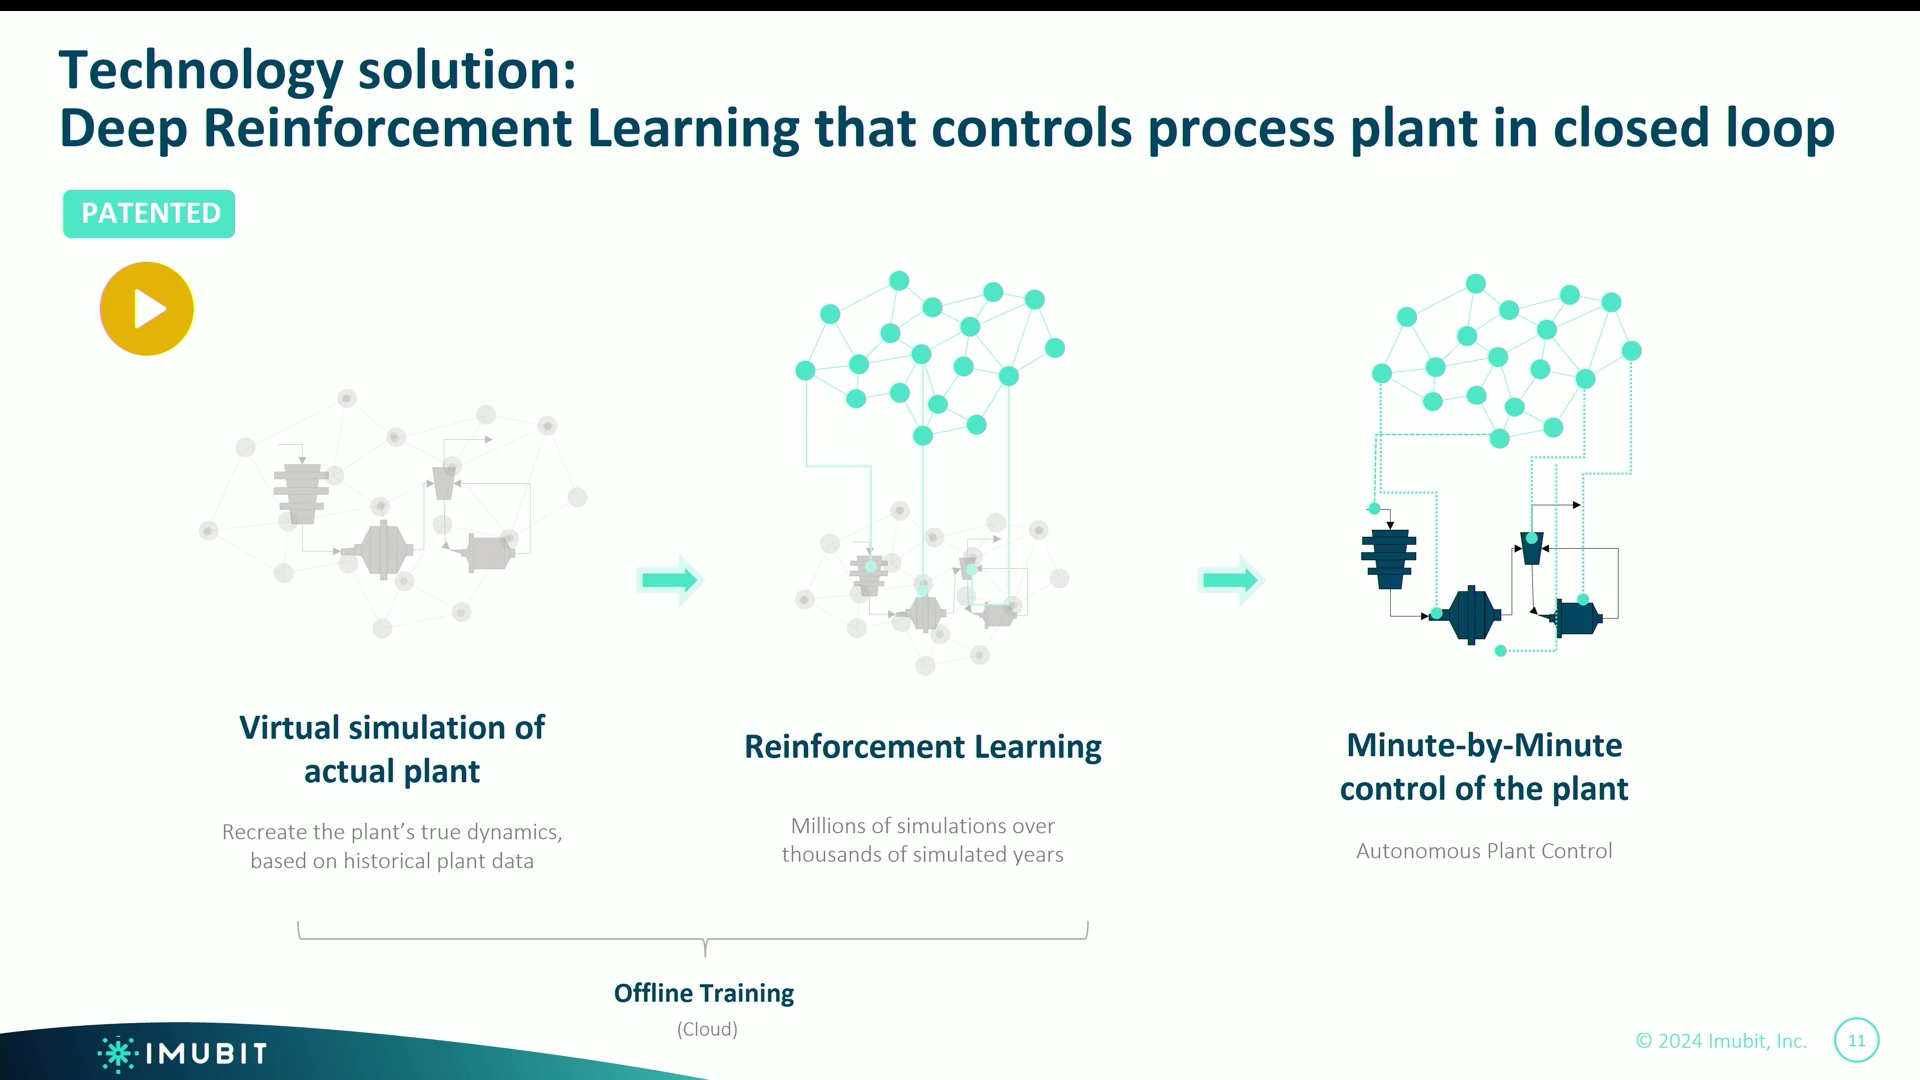 Technology solution:
Deep Reinforcement Learning that controls process plant in closed loop
PATENTED
Virtual simulation of
actual plant
Recreate the plant’s true dynamics,
based on historical plant data
Reinforcement Learning
Millions of simulations over
thousands of simulated years
Minute-by-Minute
control of the plant
Autonomous Plant Control
Offline Training
(Cloud)
IMUBIT
© 2024 Imubit, Inc.
11